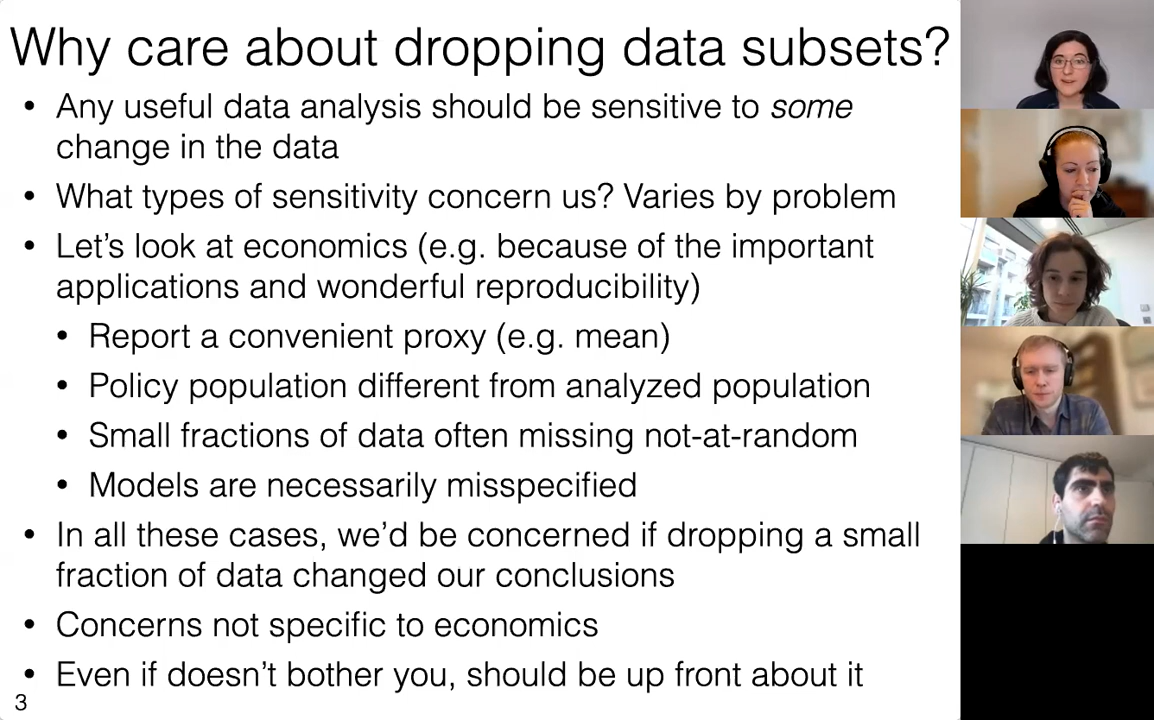 Why care about dropping data subsets?
• Any useful data analysis should be sensitive to some
change in the data
• What types of sensitivity concern us? Varies by problem
• Let’s look at economics (e.g. because of the important
applications and wonderful reproducibility)
• Report a convenient proxy (e.g. mean)
• Policy population different from analyzed population
• Small fractions of data often missing not-at-random
• Models are necessarily misspecified
• In all these cases, we’d be concerned if dropping a small
fraction of data changed our conclusions
• Concerns not specific to economics
• Even if doesn’t bother you, should be up front about it
3